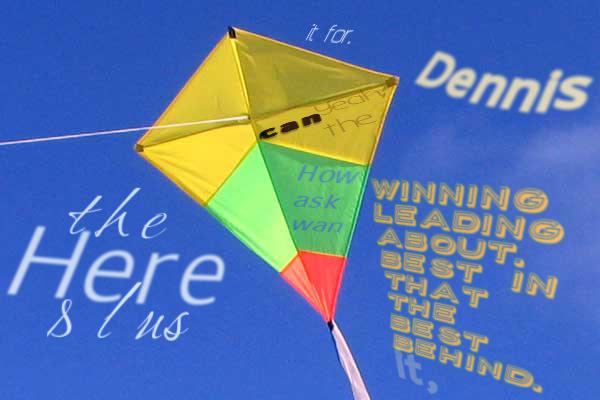 it for.
Dennis
can
the
How
ask
wan
the
Here
WINNING
LEADING
ABOUT.
BEST IN
THAT
THE
BEST
BEHIND.
It,